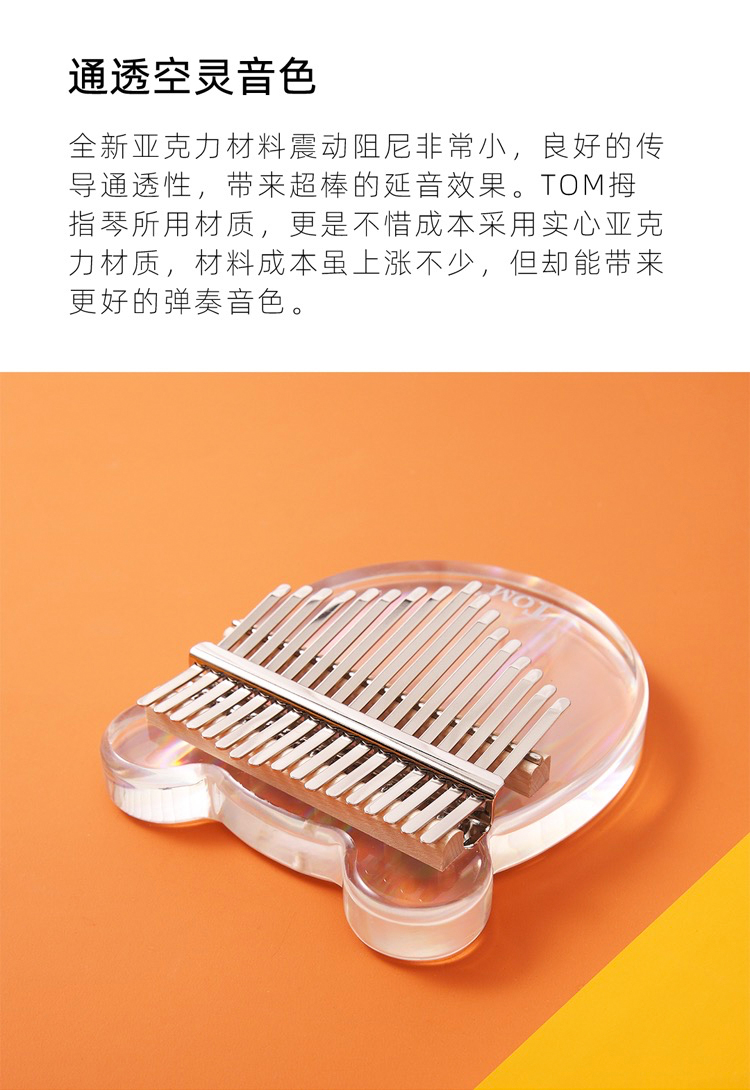 通透空灵音色
全新亚克力材料震动阻尼非常小，良好的传
导通透性，带来超棒的延音效果。TOM拇
指琴所用材质，更是不惜成本采用实心亚克
力材质，材料成本虽上涨不少，但却能带来
更好的弹奏音色。
TOM